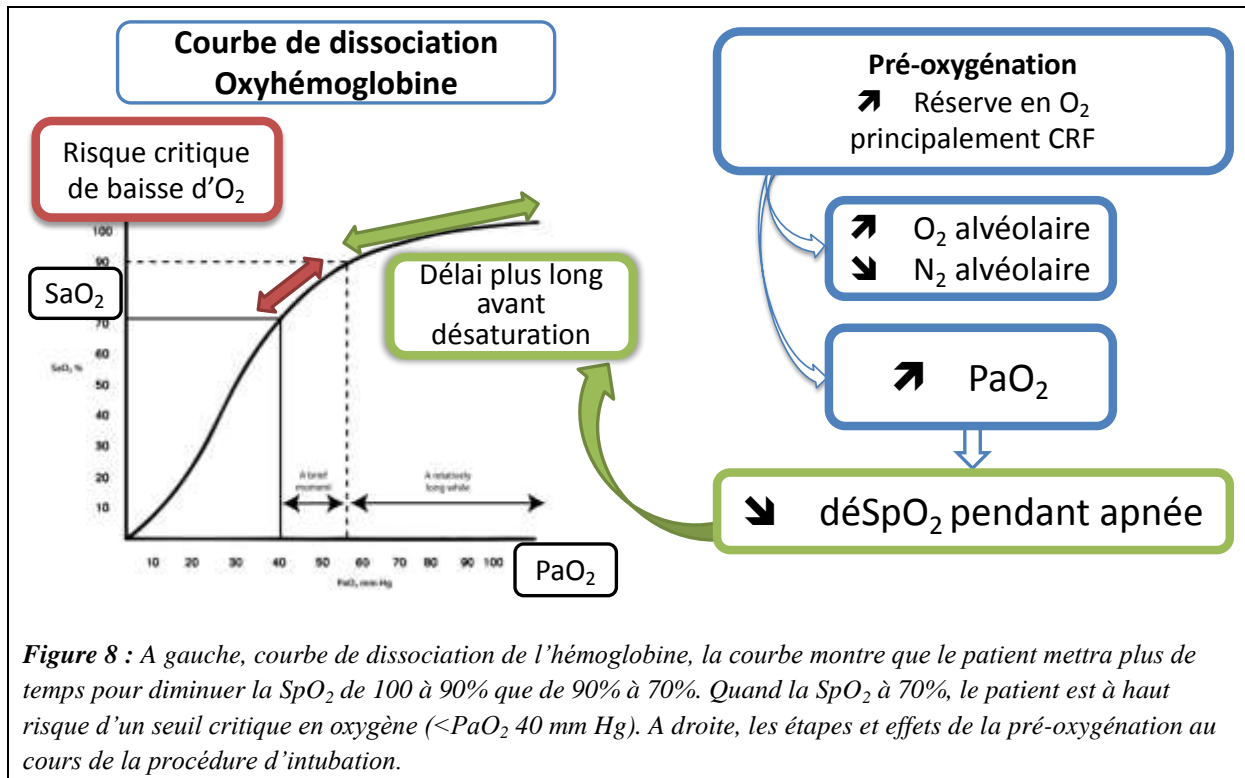 Courbe de dissociation
Oxyhémoglobine
Risque critique
de baisse d'O₂
100
90
SaO₂
70
60
SaO₂ %
50
40
30
20
10
Délai plus long
avant
désaturation
A brief
moment
A relatively
long while
10 20 30 40 50 60 70 80 90 100
PaO₂, mm Hg
PaO₂
Pré-oxygénation
↗ Réserve en O₂
principalement CRF
↗ O₂ alvéolaire
↘ N₂ alvéolaire
↗ PaO₂
↘ déSpO₂ pendant apnée
Figure 8 : A gauche, courbe de dissociation de l'hémoglobine, la courbe montre que le patient mettra plus de
temps pour diminuer la SpO₂ de 100 à 90% que de 90% à 70%. Quand la SpO₂ à 70%, le patient est à haut
risque d'un seuil critique en oxygène (<PaO₂ 40 mm Hg). A droite, les étapes et effets de la pré-oxygénation au
cours de la procédure d'intubation.